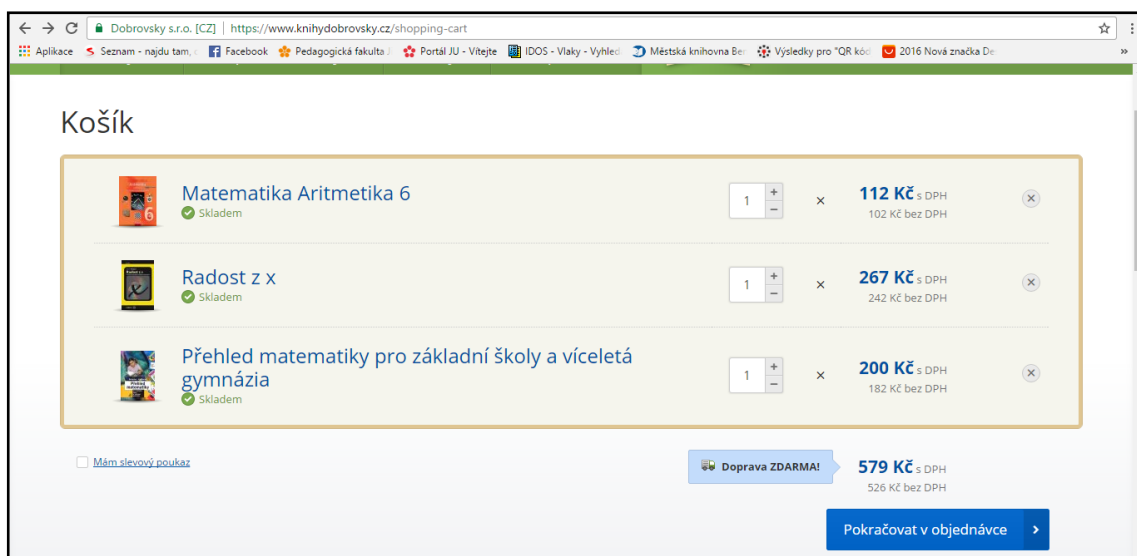 Dobrovsky s.r.o. [CZ] | https://www.knihydobrovsky.cz/shopping-cart
Aplikace Seznam - najdu tam, Facebook Pedagogická fakulta J Portál JU - Vítejte IDOS - Vlaky - Vyhled Městská knihovna Ber Výsledky pro "QR kód 2016 Nová značka De »
Košík
Matematika Aritmetika 6
Skladem
1 + − × 112 Kč s DPH
102 Kč bez DPH
Radost z x
Skladem
1 + − × 267 Kč s DPH
242 Kč bez DPH
Přehled matematiky pro základní školy a víceletá
gymnázia
Skladem
1 + − × 200 Kč s DPH
182 Kč bez DPH
Mám slevový poukaz
Doprava ZDARMA! 579 Kč s DPH
526 Kč bez DPH
Pokračovat v objednávce